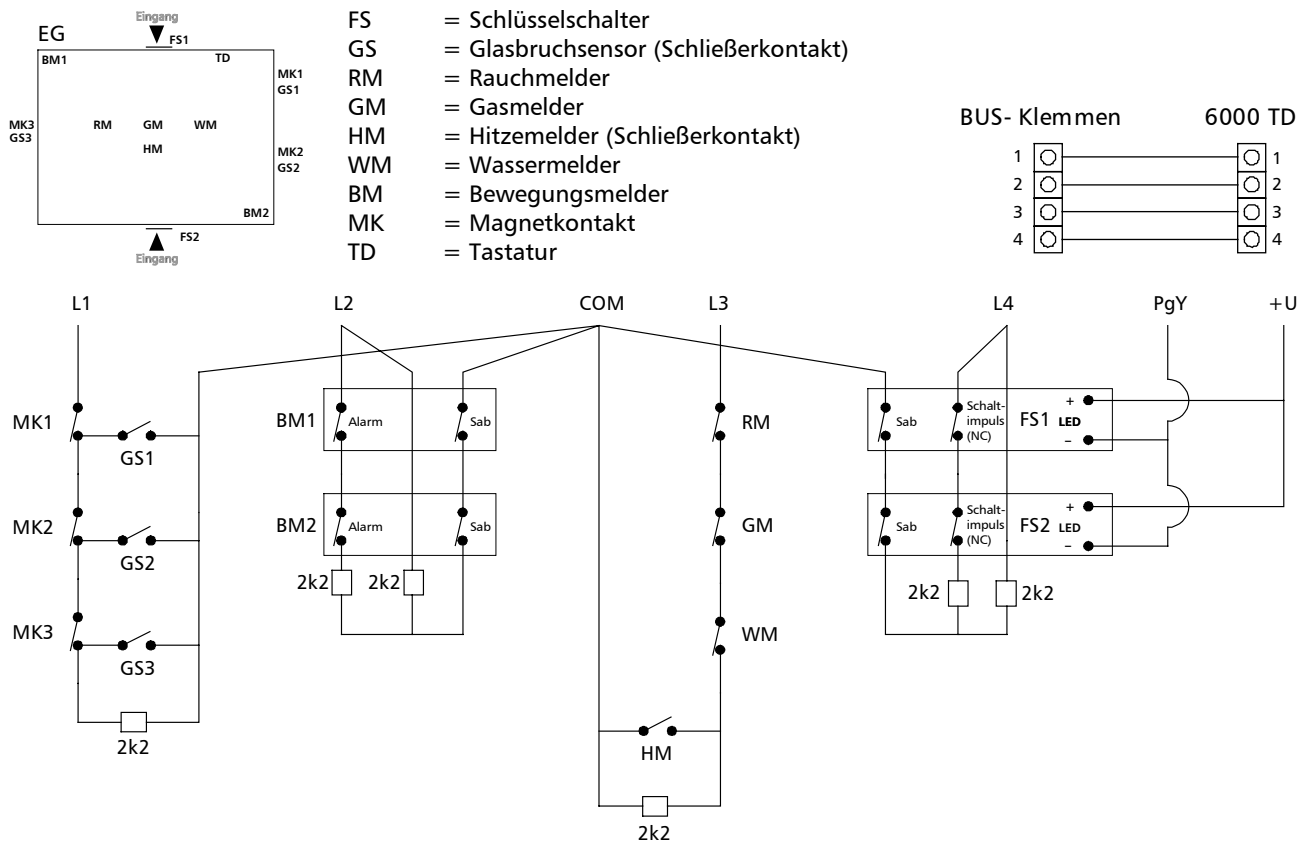 EG
Eingang
FS1
BM1
TD
MK1
GS1
MK3
GS3
RM
GM
WM
HM
MK2
GS2
BM2
FS2
Eingang
FS = Schlüsselschalter
GS = Glasbruchsensor (Schließerkontakt)
RM = Rauchmelder
GM = Gasmelder
HM = Hitzemelder (Schließerkontakt)
WM = Wassermelder
BM = Bewegungsmelder
MK = Magnetkontakt
TD = Tastatur
BUS- Klemmen 6000 TD
1 1
2 2
3 3
4 4
L1 L2 COM L3 L4 PgY +U
MK1
GS1
MK2
GS2
MK3
GS3
2k2
BM1
Alarm
Sab
BM2
Alarm
Sab
2k2 2k2
RM
GM
WM
HM
2k2
Sab
Schalt-
impuls
(NC)
FS1
+
LED
–
Sab
Schalt-
impuls
(NC)
FS2
+
LED
–
2k2 2k2